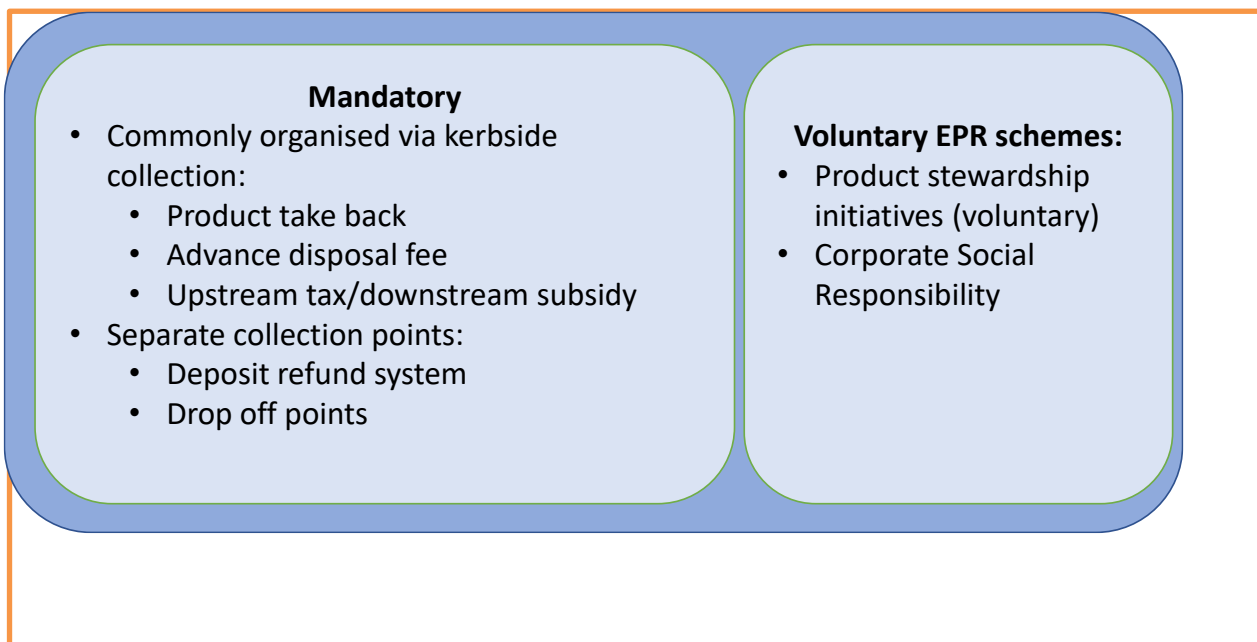 Mandatory
• Commonly organised via kerbside
collection:
• Product take back
• Advance disposal fee
• Upstream tax/downstream subsidy
• Separate collection points:
• Deposit refund system
• Drop off points
Voluntary EPR schemes:
• Product stewardship
initiatives (voluntary)
• Corporate Social
Responsibility